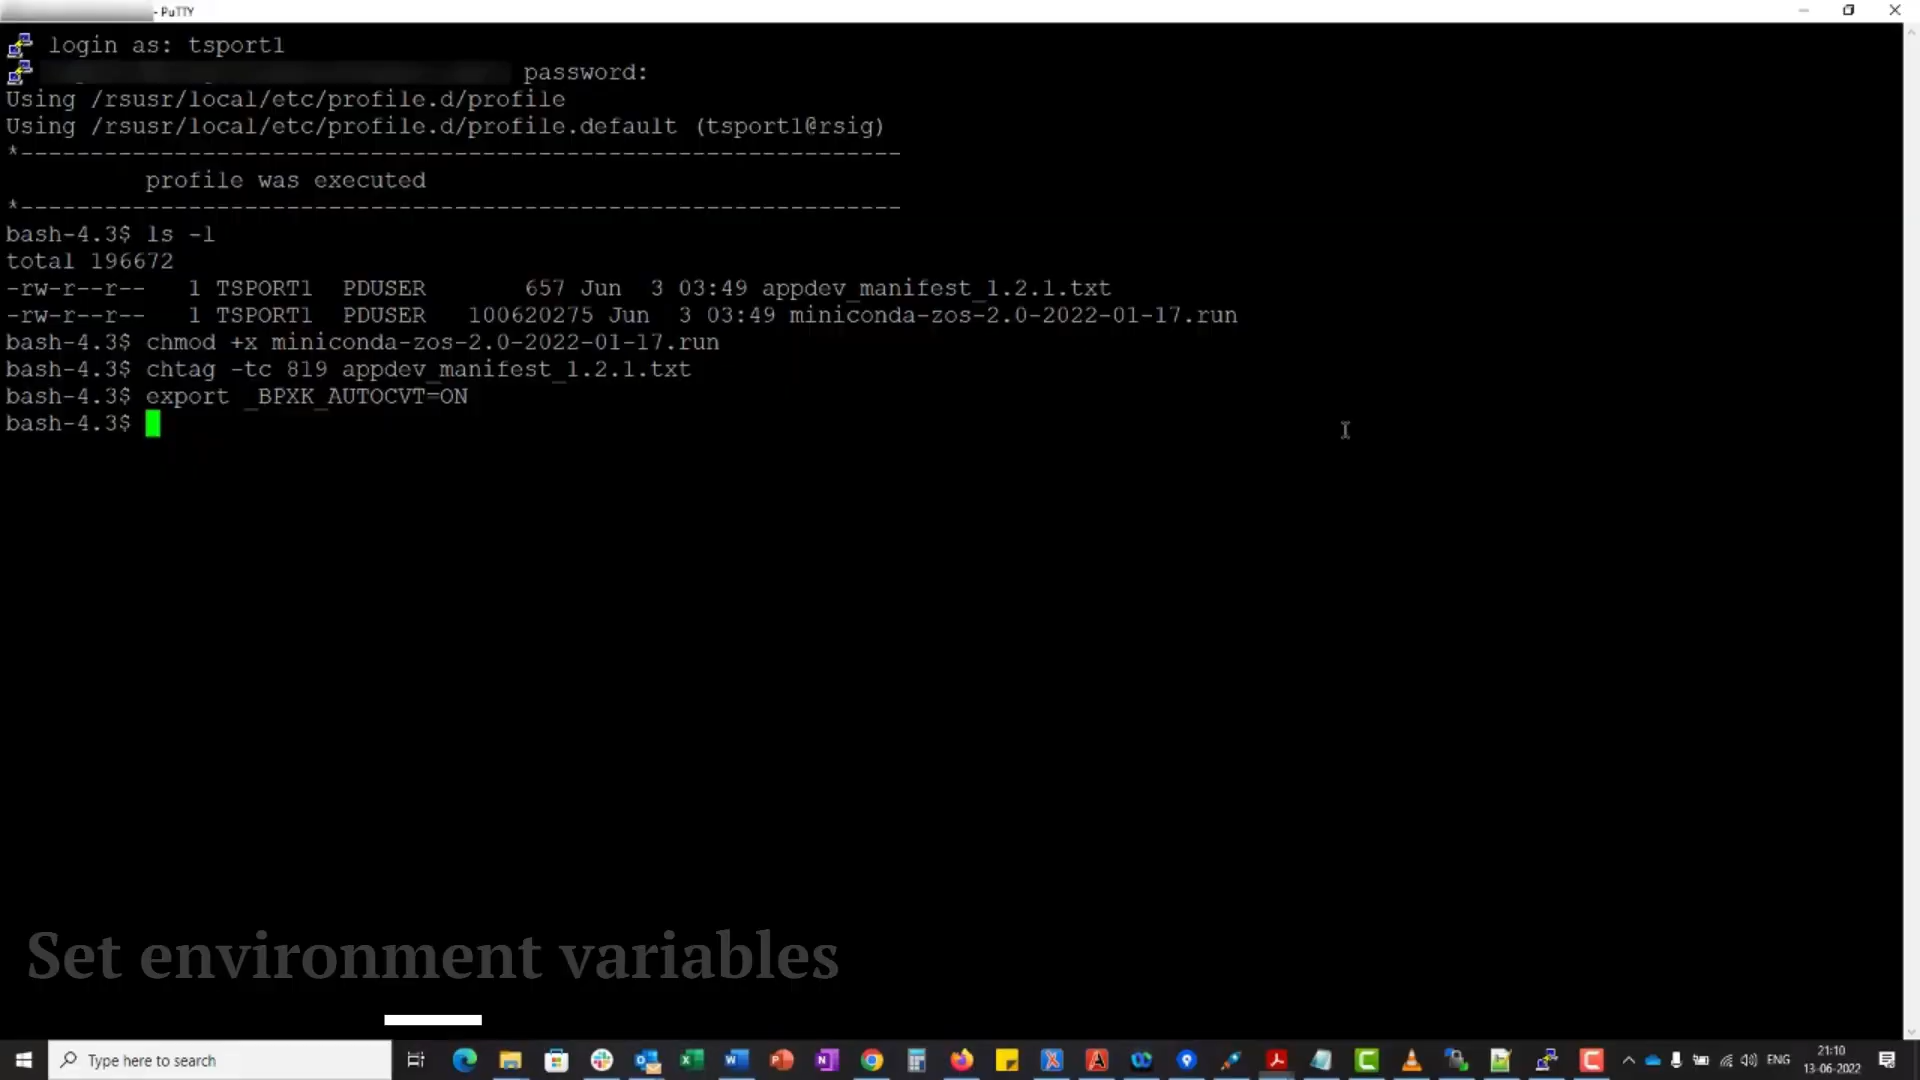 - PuTTY
login as: tsport1
password:
Using /rsusr/local/etc/profile.d/profile
Using /rsusr/local/etc/profile.d/profile.default (tsport1@rsig)
*---------------------------------------------------------------
profile was executed
*---------------------------------------------------------------
bash-4.3$ ls -l
total 196672
-rw-r--r--   1 TSPORT1  PDUSER       657 Jun  3 03:49 appdev_manifest_1.2.1.txt
-rw-r--r--   1 TSPORT1  PDUSER   100620275 Jun  3 03:49 miniconda-zos-2.0-2022-01-17.run
bash-4.3$ chmod +x miniconda-zos-2.0-2022-01-17.run
bash-4.3$ chtag -tc 819 appdev_manifest_1.2.1.txt
bash-4.3$ export _BPXK_AUTOCVT=ON
bash-4.3$
Set environment variables
Type here to search
ENG
21:10
13-06-2022